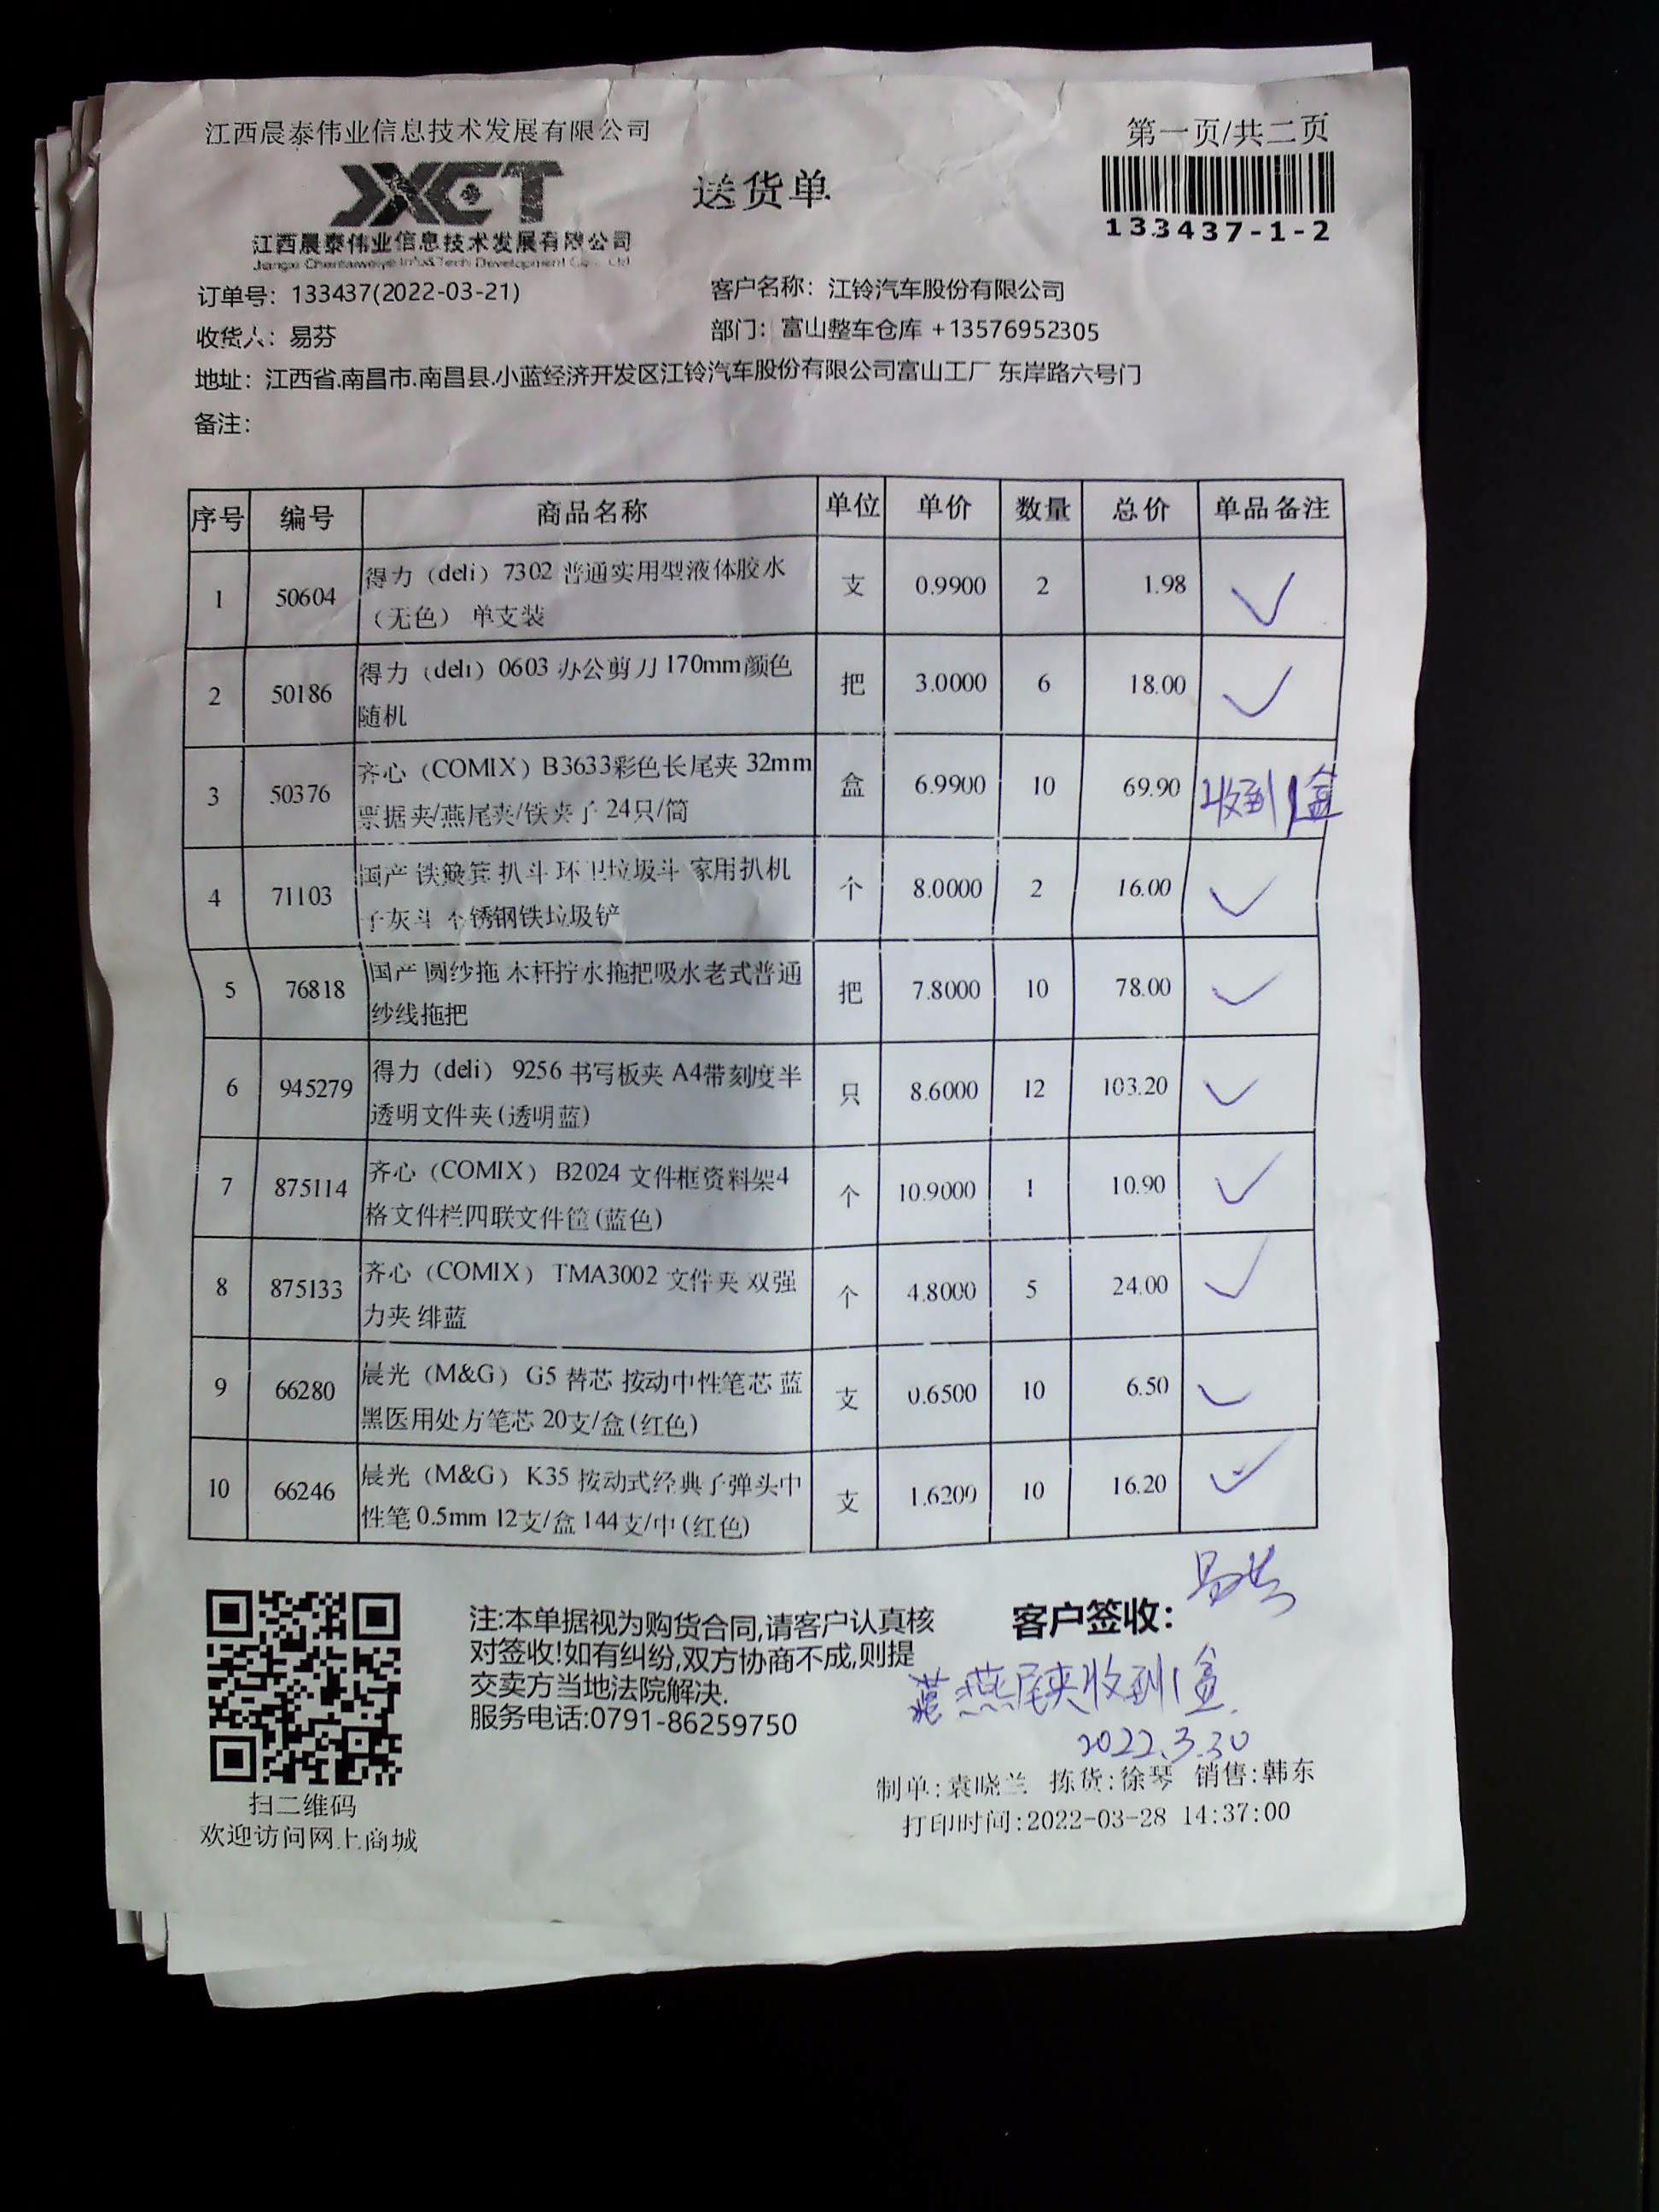 江西晨泰伟业信息技术发展有限公司
第一页/共二页
JXCT
送货单
133437-1-2
江西晨泰伟业信息技术发展有限公司
Jiangxi Chentaiweiye Info&Tech Development Co., Ltd
订单号：133437(2022-03-21)
客户名称：江铃汽车股份有限公司
收货人：易芬
部门：富山整车仓库 +13576952305
地址：江西省.南昌市.南昌县.小蓝经济开发区江铃汽车股份有限公司富山工厂 东岸路六号门
备注：
序号 编号 商品名称 单位 单价 数量 总价 单品备注
1 50604 得力（deli）7302 普通实用型液体胶水（无色） 单支装 支 0.9900 2 1.98 ✓
2 50186 得力（deli）0603 办公剪刀 170mm颜色随机 把 3.0000 6 18.00 ✓
3 50376 齐心（COMIX）B3633彩色长尾夹 32mm票据夹/燕尾夹/铁夹子 24只/筒 盒 6.9900 10 69.90 收到1盒
4 71103 国产 铁簸箕 扒斗 环卫垃圾斗 家用扒机子灰斗 不锈钢铁垃圾铲 个 8.0000 2 16.00 ✓
5 76818 国产 圆纱拖 木杆拧水拖把吸水老式普通纱线拖把 把 7.8000 10 78.00 ✓
6 945279 得力（deli） 9256 书写板夹 A4带刻度半透明文件夹(透明蓝) 只 8.6000 12 103.20 ✓
7 875114 齐心（COMIX） B2024 文件框资料架4格文件栏四联文件筐(蓝色) 个 10.9000 1 10.90 ✓
8 875133 齐心（COMIX） TMA3002 文件夹 双强力夹 绯蓝 个 4.8000 5 24.00 ✓
9 66280 晨光（M&G） G5 替芯 按动中性笔芯 蓝黑医用处方笔芯 20支/盒(红色) 支 0.6500 10 6.50 ✓
10 66246 晨光（M&G） K35 按动式经典子弹头中性笔 0.5mm 12支/盒 144支/中(红色) 支 1.6200 10 16.20 ✓
注:本单据视为购货合同,请客户认真核
对签收!如有纠纷,双方协商不成,则提
交卖方当地法院解决.
服务电话:0791-86259750
客户签收：易芬
燕尾夹收到1盒.
2022.3.30
制单:袁晓兰 拣货:徐琴 销售:韩东
打印时间:2022-03-28 14:37:00
扫二维码
欢迎访问网上商城